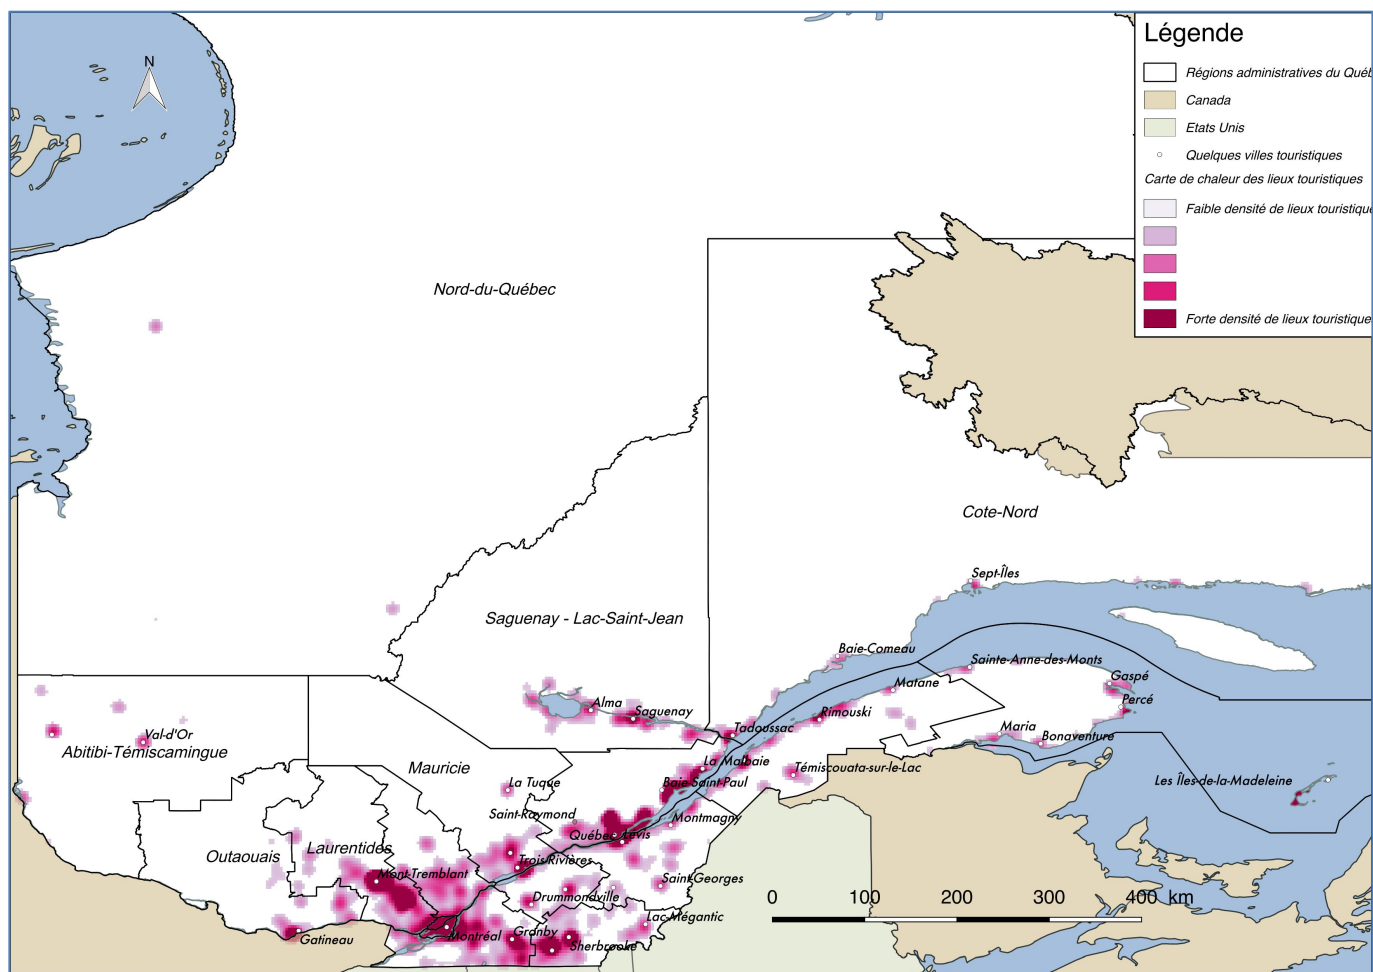 Légende
Régions administratives du Québ
Canada
Etats Unis
Quelques villes touristiques
Carte de chaleur des lieux touristiques
Faible densité de lieux touristique
Forte densité de lieux touristique
N
Nord-du-Québec
Cote-Nord
Sept-Îles
Saguenay - Lac-Saint-Jean
Baie-Comeau
Sainte-Anne-des-Monts
Gaspé
Matane
Percé
Alma
Saguenay
Rimouski
Tadoussac
Maria
Bonaventure
Val-d'Or
Abitibi-Témiscamingue
Mauricie
La Malbaie
Témiscouata-sur-le-Lac
Les Îles-de-la-Madeleine
La Tuque
Baie-Saint-Paul
Saint-Raymond
Montmagny
Québec
Lévis
Laurentides
Outaouais
Trois-Rivières
Mont-Tremblant
Saint-Georges
Drummondville
Lac-Mégantic
Gatineau
Montréal
Granby
Sherbrooke
0 100 200 300 400 km